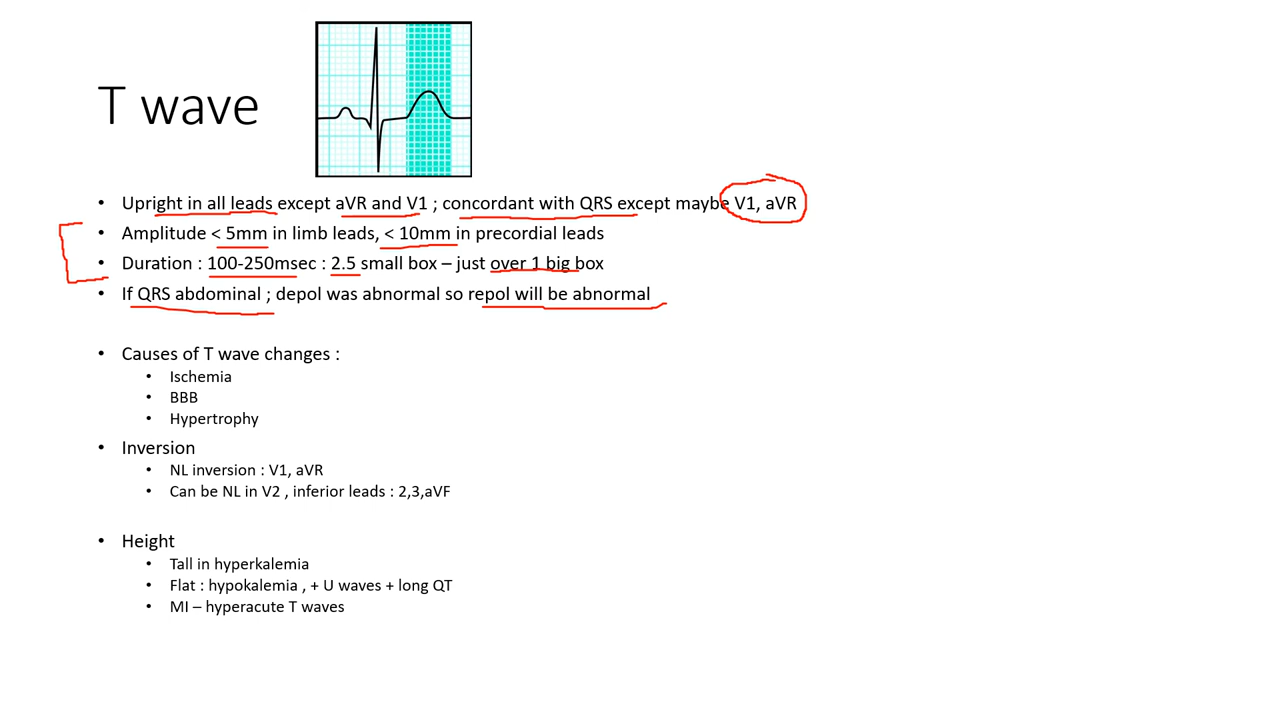 T wave
• Upright in all leads except aVR and V1 ; concordant with QRS except maybe V1, aVR
• Amplitude < 5mm in limb leads, < 10mm in precordial leads
• Duration : 100-250msec : 2.5 small box – just over 1 big box
• If QRS abdominal ; depol was abnormal so repol will be abnormal
• Causes of T wave changes :
• Ischemia
• BBB
• Hypertrophy
• Inversion
• NL inversion : V1, aVR
• Can be NL in V2 , inferior leads : 2,3,aVF
• Height
• Tall in hyperkalemia
• Flat : hypokalemia , + U waves + long QT
• MI – hyperacute T waves